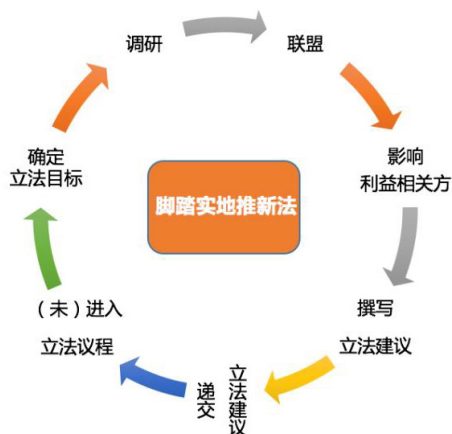 调研
联盟
影响
利益相关方
撰写
立法建议
递交
立法建议
（未）进入
立法议程
确定
立法目标
脚踏实地推新法